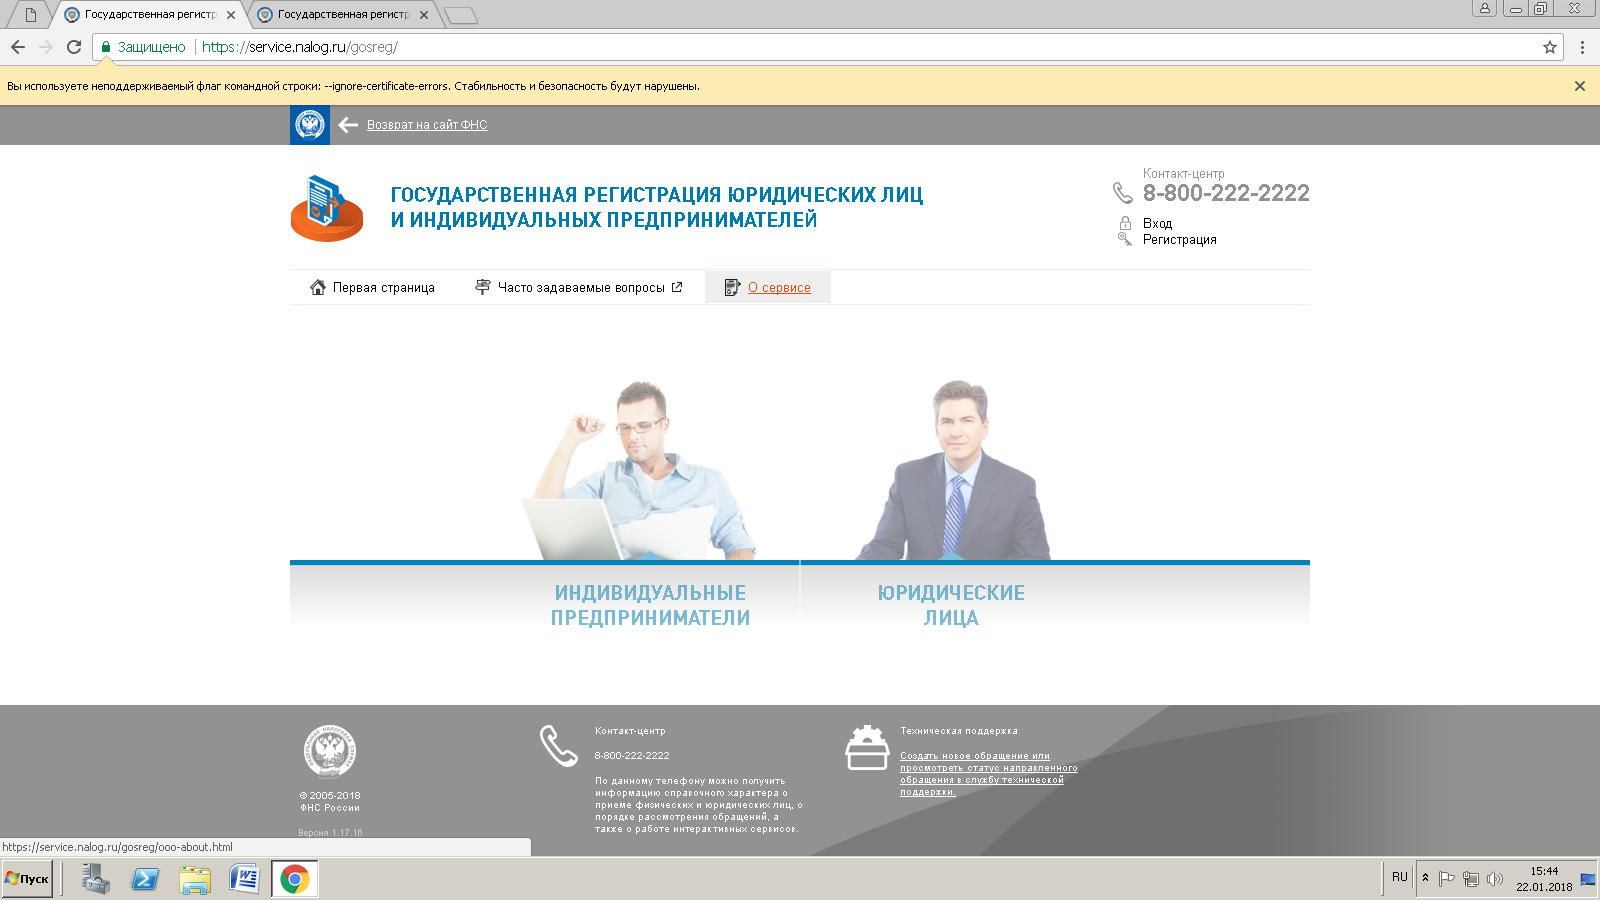 Государственная регистр
Государственная регистр
Защищено
https://service.nalog.ru/gosreg/
Вы используете неподдерживаемый флаг командной строки: --ignore-certificate-errors. Стабильность и безопасность будут нарушены.
Возврат на сайт ФНС
ГОСУДАРСТВЕННАЯ РЕГИСТРАЦИЯ ЮРИДИЧЕСКИХ ЛИЦ
И ИНДИВИДУАЛЬНЫХ ПРЕДПРИНИМАТЕЛЕЙ
Контакт-центр
8-800-222-2222
Вход
Регистрация
Первая страница
Часто задаваемые вопросы
О сервисе
ИНДИВИДУАЛЬНЫЕ
ПРЕДПРИНИМАТЕЛИ
ЮРИДИЧЕСКИЕ
ЛИЦА
© 2005-2018
ФНС России
Версия 1.17.16
Контакт-центр
8-800-222-2222
По данному телефону можно получить
информацию справочного характера о
приеме физических и юридических лиц, о
порядке рассмотрения обращений, а
также о работе интерактивных сервисов.
Техническая поддержка
Создать новое обращение или
просмотреть статус направленного
обращения в службу технической
поддержки.
https://service.nalog.ru/gosreg/ooo-about.html
Пуск
RU
15:44
22.01.2018